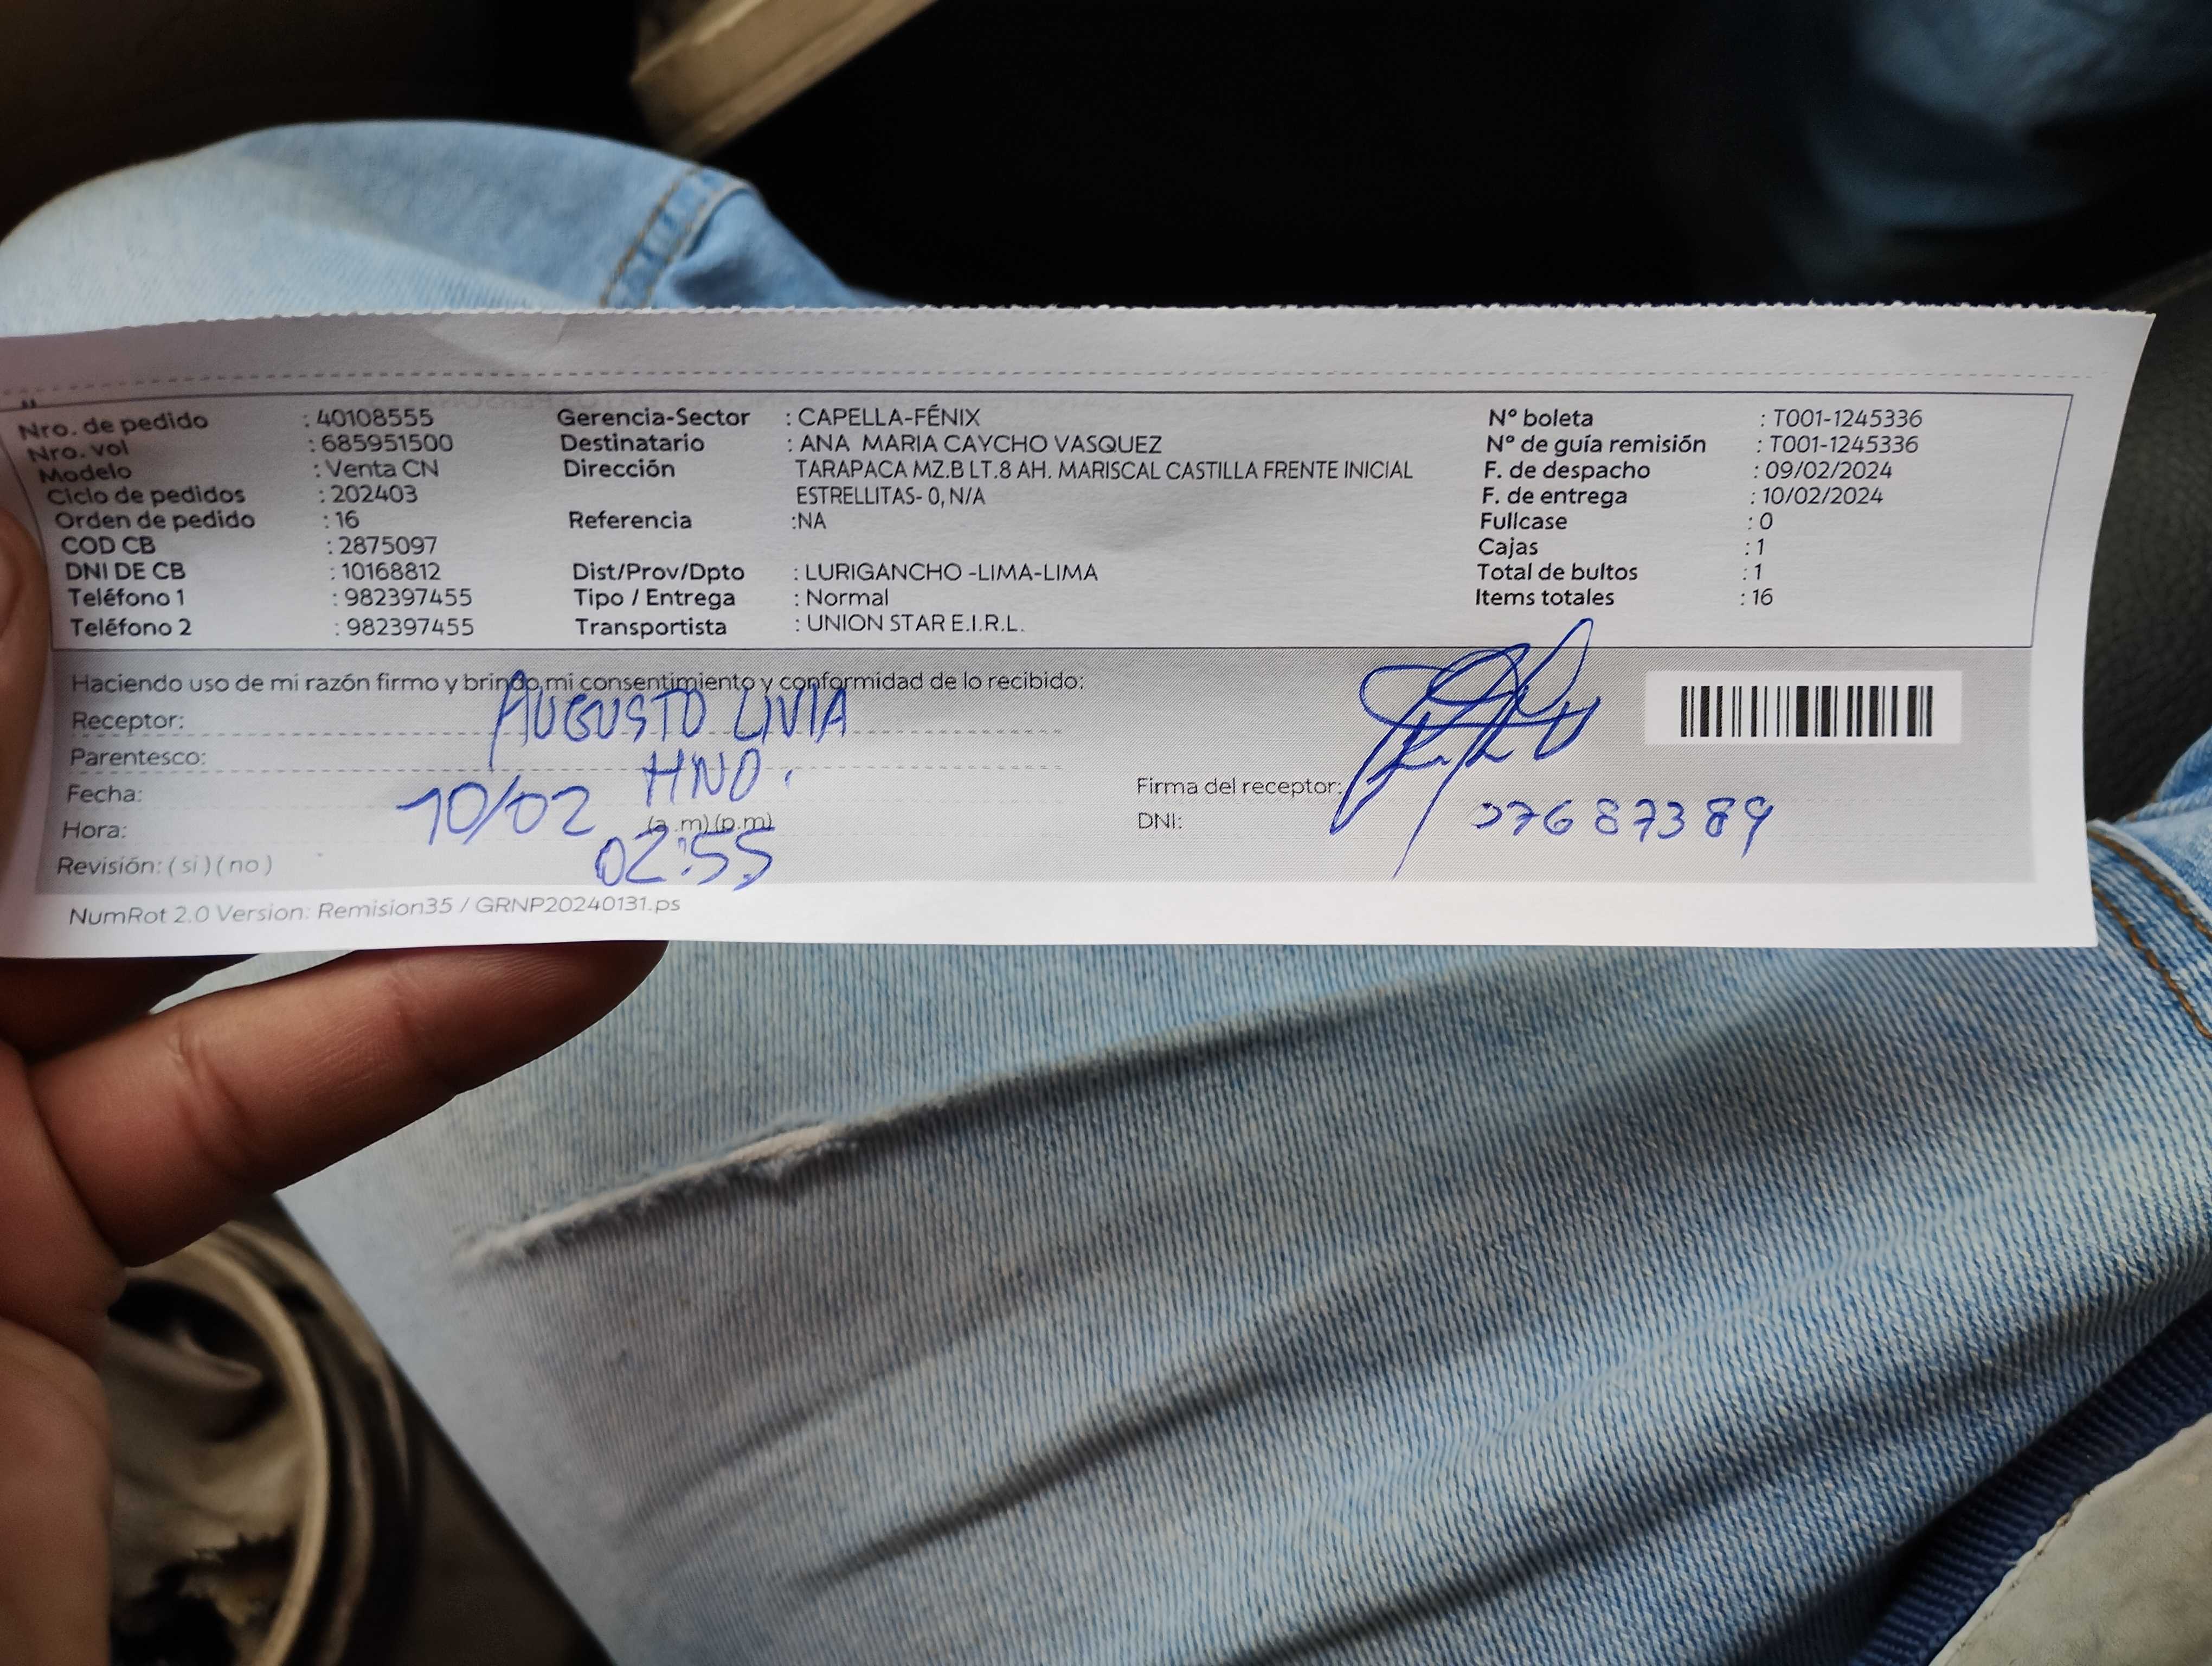 Nro. de pedido : 40108555 Gerencia-Sector : CAPELLA-FÉNIX Nº boleta : T001-1245336
Nro. vol : 685951500 Destinatario : ANA MARIA CAYCHO VASQUEZ Nº de guía remisión : T001-1245336
Modelo : Venta CN Dirección TARAPACA MZ.B LT.8 AH. MARISCAL CASTILLA FRENTE INICIAL F. de despacho : 09/02/2024
Ciclo de pedidos : 202403 ESTRELLITAS- 0, N/A F. de entrega : 10/02/2024
Orden de pedido : 16 Referencia :NA Fullcase : 0
COD CB : 2875097 Cajas : 1
DNI DE CB : 10168812 Dist/Prov/Dpto : LURIGANCHO -LIMA-LIMA Total de bultos : 1
Teléfono 1 : 982397455 Tipo / Entrega : Normal Items totales : 16
Teléfono 2 : 982397455 Transportista : UNION STAR E.I.R.L.
Haciendo uso de mi razón firmo y brindo mi consentimiento y conformidad de lo recibido:
Receptor: AUGUSTO LIVIA
Parentesco: HNO.
Fecha: 10/02 Firma del receptor:
Hora: (a.m) (p.m) 02:55 DNI: 07687389
Revisión: ( si ) ( no )
NumRot 2.0 Version: Remision35 / GRNP20240131.ps